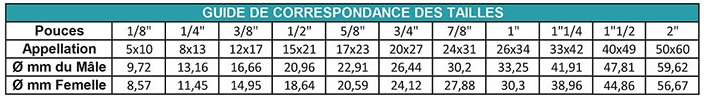 GUIDE DE CORRESPONDANCE DES TAILLES
Pouces 1/8" 1/4" 3/8" 1/2" 5/8" 3/4" 7/8" 1" 1"1/4 1"1/2 2"
Appellation 5x10 8x13 12x17 15x21 17x23 20x27 24x31 26x34 33x42 40x49 50x60
Ø mm du Mâle 9,72 13,16 16,66 20,96 22,91 26,44 30,2 33,25 41,91 47,81 59,62
Ø mm Femelle 8,57 11,45 14,95 18,64 20,59 24,12 27,88 30,3 38,96 44,86 56,67